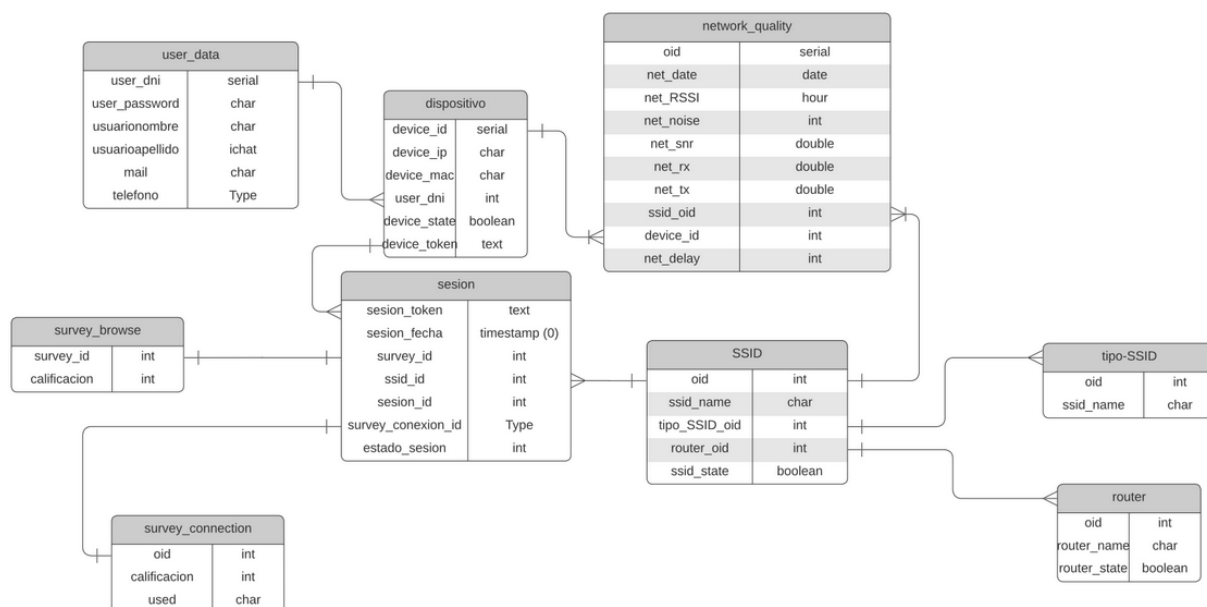 network_quality
oid serial
net_date date
net_RSSI hour
net_noise int
net_snr double
net_rx double
net_tx double
ssid_oid int
device_id int
net_delay int
user_data
user_dni serial
user_password char
usuarionombre char
usuarioapellido ichat
mail char
telefono Type
dispositivo
device_id serial
device_ip char
device_mac char
user_dni int
device_state boolean
device_token text
sesion
sesion_token text
sesion_fecha timestamp (0)
survey_id int
ssid_id int
sesion_id int
survey_conexion_id Type
estado_sesion int
survey_browse
survey_id int
calificacion int
SSID
oid int
ssid_name char
tipo_SSID_oid int
router_oid int
ssid_state boolean
tipo-SSID
oid int
ssid_name char
router
oid int
router_name char
router_state boolean
survey_connection
oid int
calificacion int
used char